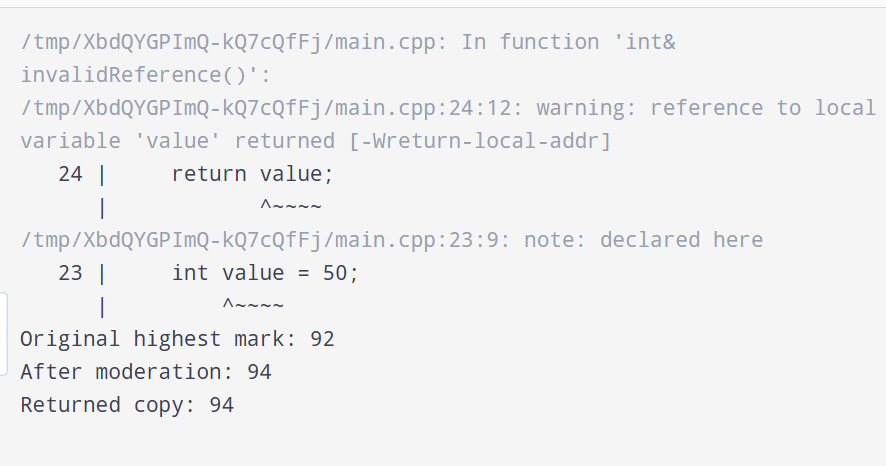 /tmp/XbdQYGPImQ-kQ7cQfFj/main.cpp: In function 'int&
invalidReference()':
/tmp/XbdQYGPImQ-kQ7cQfFj/main.cpp:24:12: warning: reference to local
variable 'value' returned [-Wreturn-local-addr]
   24 |     return value;
      |            ^~~~~
/tmp/XbdQYGPImQ-kQ7cQfFj/main.cpp:23:9: note: declared here
   23 |     int value = 50;
      |         ^~~~~
Original highest mark: 92
After moderation: 94
Returned copy: 94